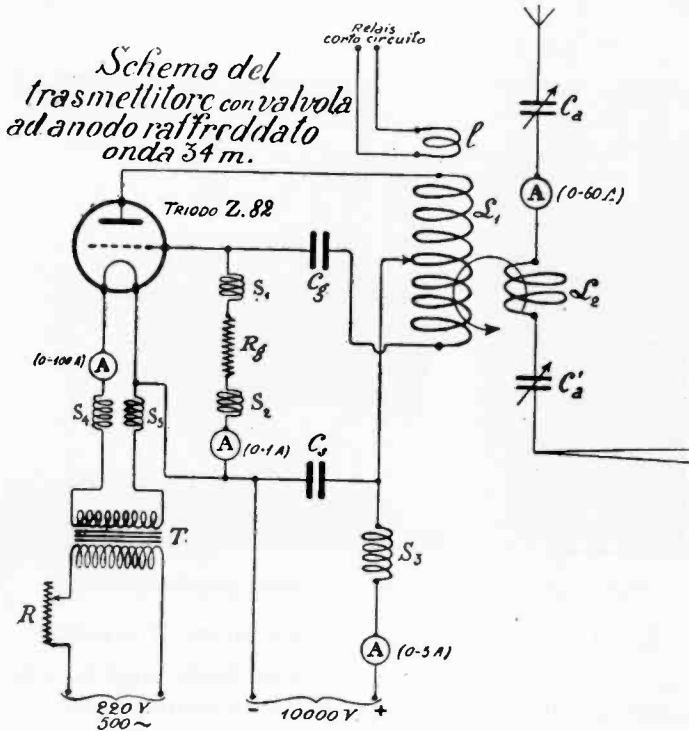 Relais
corto circuito
Schema del
trasmettitore con valvola
ad anodo raffreddato
onda 34 m.
l
Ca
A (0-60 A)
TRIODO Z.82
L1
Cg
S1
L2
Rg
(0-100 A) A
C'a
S4
S5
S2
A (0-1 A)
Cs
T.
S3
R
A (0-5 A)
220 V.
500 ~
- 10000 V. +